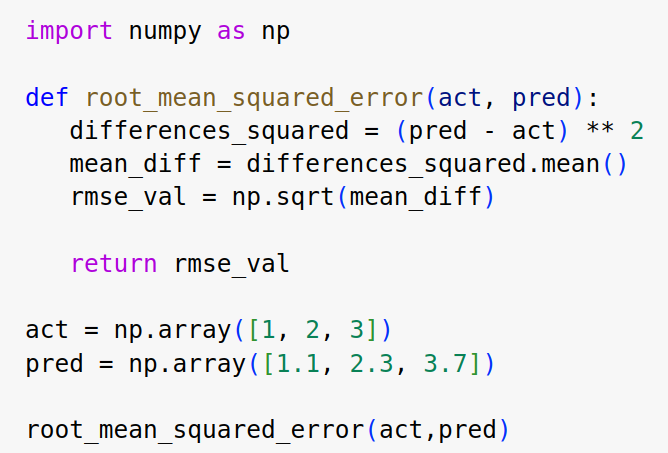 import numpy as np
def root_mean_squared_error(act, pred):
   differences_squared = (pred - act) ** 2
   mean_diff = differences_squared.mean()
   rmse_val = np.sqrt(mean_diff)
   return rmse_val
act = np.array([1, 2, 3])
pred = np.array([1.1, 2.3, 3.7])
root_mean_squared_error(act,pred)